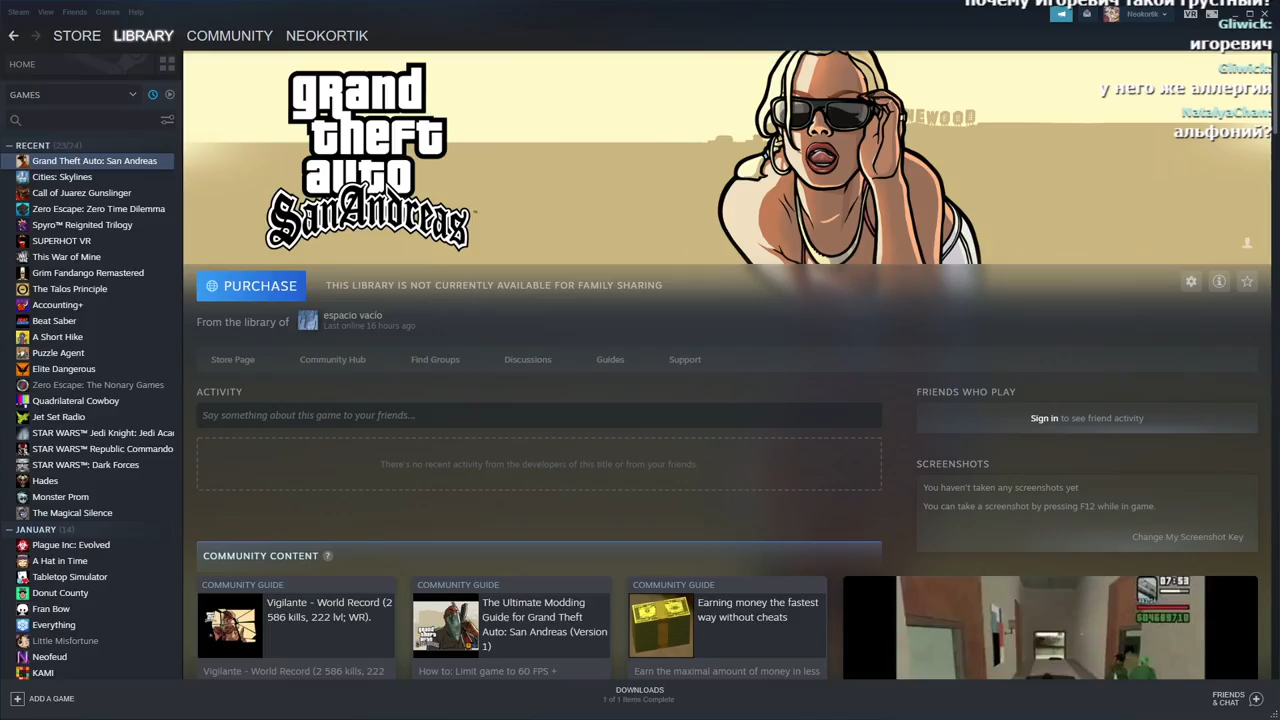 Steam View Friends Games Help
почему Игоревич такой грустный?
Neokortik
VR
Gliwick:
игоревич
Gliwick:
у него же аллергия
NatalyaChan:
альфоний?
STORE LIBRARY COMMUNITY NEOKORTIK
HOME
GAMES
RECENT (23/24)
Grand Theft Auto: San Andreas
Cities: Skylines
Call of Juarez Gunslinger
Zero Escape: Zero Time Dilemma
Spyro™ Reignited Trilogy
SUPERHOT VR
This War of Mine
Grim Fandango Remastered
The Talos Principle
Accounting+
Beat Saber
A Short Hike
Puzzle Agent
Elite Dangerous
Zero Escape: The Nonary Games
Quadrilateral Cowboy
Jet Set Radio
STAR WARS™ Jedi Knight: Jedi Aca
STAR WARS™ Republic Commando
STAR WARS™: Dark Forces
Hades
Monster Prom
The Magical Silence
JANUARY (14)
Plague Inc: Evolved
A Hat in Time
Tabletop Simulator
Donut County
Fran Bow
Everything
Little Misfortune
Neofeud
KAMI
ADD A GAME
grand
theft
auto
San Andreas
NEWOOD
PURCHASE
THIS LIBRARY IS NOT CURRENTLY AVAILABLE FOR FAMILY SHARING
From the library of
espacio vacío
Last online 16 hours ago
Store Page Community Hub Find Groups Discussions Guides Support
ACTIVITY
Say something about this game to your friends...
There's no recent activity from the developers of this title or from your friends.
FRIENDS WHO PLAY
Sign in to see friend activity
SCREENSHOTS
You haven't taken any screenshots yet
You can take a screenshot by pressing F12 while in game.
Change My Screenshot Key
COMMUNITY CONTENT ?
COMMUNITY GUIDE
Vigilante - World Record (2
586 kills, 222 lvl; WR).
Vigilante - World Record (2 586 kills, 222
COMMUNITY GUIDE
The Ultimate Modding
Guide for Grand Theft
Auto: San Andreas (Version
1)
How to: Limit game to 60 FPS +
COMMUNITY GUIDE
Earning money the fastest
way without cheats
Earn the maximal amount of money in less
07:53
DOWNLOADS
1 of 1 Items Complete
FRIENDS
& CHAT